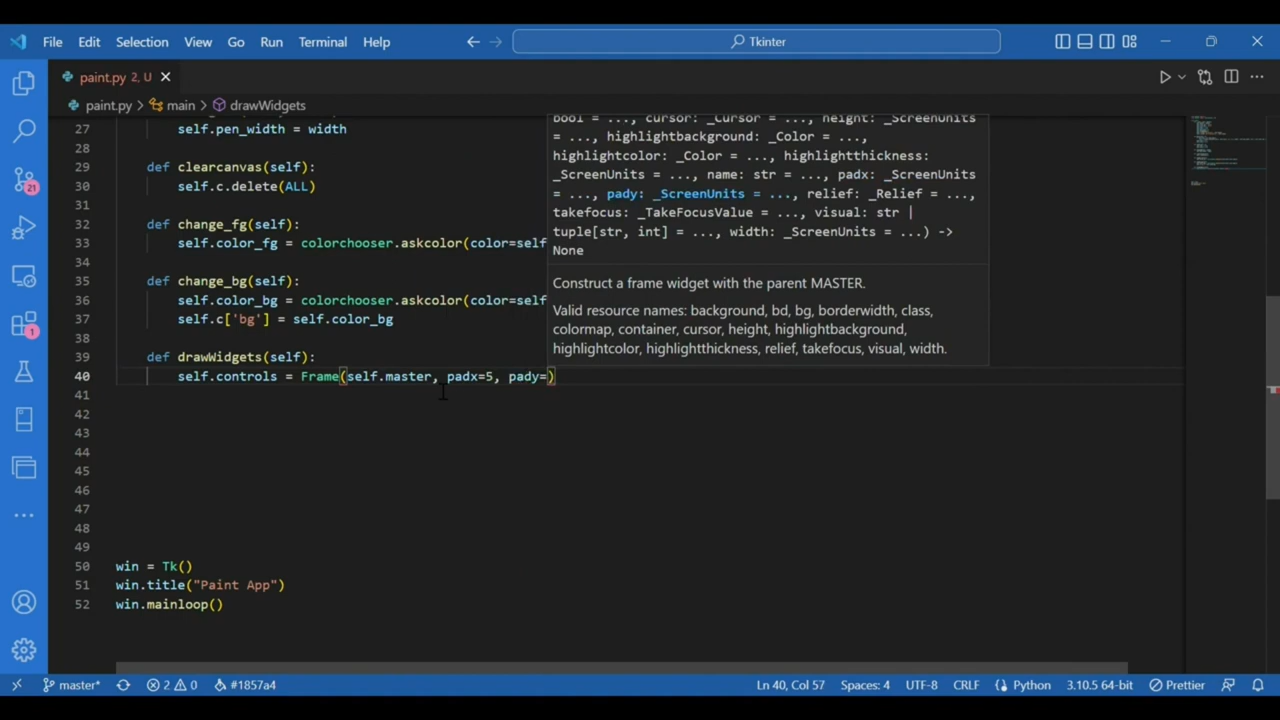 File Edit Selection View Go Run Terminal Help
Tkinter
paint.py 2, U
paint.py > main > drawWidgets
27 self.pen_width = width
28
29 def clearcanvas(self):
30 self.c.delete(ALL)
31
32 def change_fg(self):
33 self.color_fg = colorchooser.askcolor(color=self
34
35 def change_bg(self):
36 self.color_bg = colorchooser.askcolor(color=self
37 self.c['bg'] = self.color_bg
38
39 def drawWidgets(self):
40 self.controls = Frame(self.master, padx=5, pady=)
41
42
43
44
45
46
47
48
49
50 win = Tk()
51 win.title("Paint App")
52 win.mainloop()
bool = ..., cursor: _Cursor = ..., height: _ScreenUnits
= ..., highlightbackground: _Color = ...,
highlightcolor: _Color = ..., highlightthickness:
_ScreenUnits = ..., name: str = ..., padx: _ScreenUnits
= ..., pady: _ScreenUnits = ..., relief: _Relief = ...,
takefocus: _TakeFocusValue = ..., visual: str |
tuple[str, int] = ..., width: _ScreenUnits = ...) ->
None
Construct a frame widget with the parent MASTER.
Valid resource names: background, bd, bg, borderwidth, class,
colormap, container, cursor, height, highlightbackground,
highlightcolor, highlightthickness, relief, takefocus, visual, width.
21
1
master* 2 0 #1857a4 Ln 40, Col 57 Spaces: 4 UTF-8 CRLF Python 3.10.5 64-bit Prettier